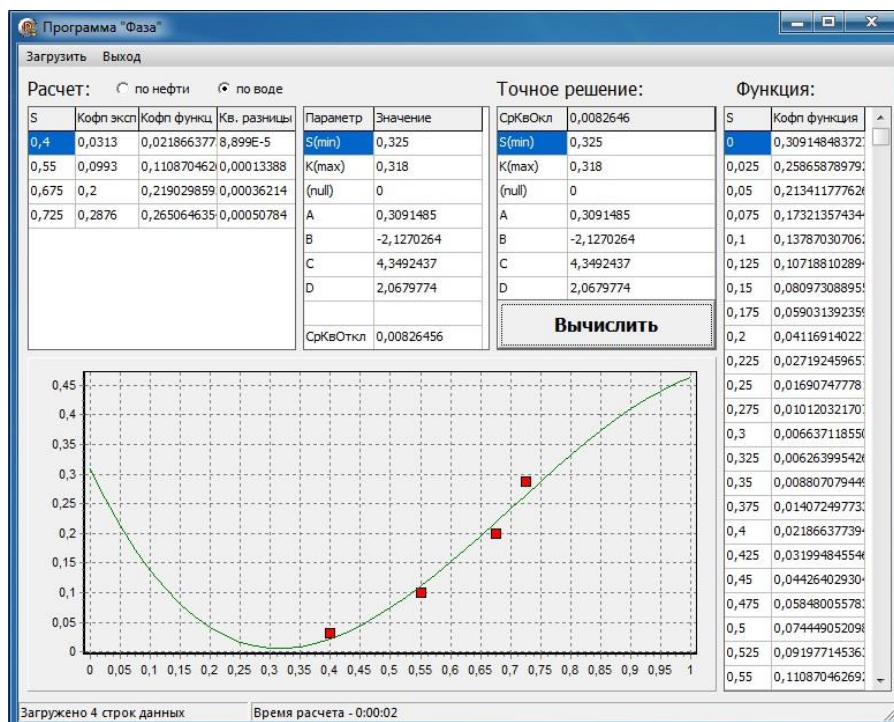 Программа "Фаза"
Загрузить Выход
Расчет: по нефти по воде
Точное решение:
Функция:
S Кофп эксп Кофп функц Кв. разницы
0,4 0,0313 0,021866377 8,899E-5
0,55 0,0993 0,110870462 0,00013388
0,675 0,2 0,219029859 0,00036214
0,725 0,2876 0,265064635 0,00050784
Параметр Значение
S(min) 0,325
K(max) 0,318
(null) 0
A 0,3091485
B -2,1270264
C 4,3492437
D 2,0679774
СрКвОткл 0,00826456
СрКвОкл 0,0082646
S(min) 0,325
K(max) 0,318
(null) 0
A 0,3091485
B -2,1270264
C 4,3492437
D 2,0679774
Вычислить
S Кофп функция
0 0,30914848372
0,025 0,25865878979
0,05 0,21341177762
0,075 0,17321357434
0,1 0,13787030706
0,125 0,10718810289
0,15 0,08097308895
0,175 0,05903139235
0,2 0,0411691402
0,225 0,02719245965
0,25 0,0169074778
0,275 0,0101203217
0,3 0,00663711855
0,325 0,00626399542
0,35 0,00880707944
0,375 0,01407249773
0,4 0,02186637739
0,425 0,03199484554
0,45 0,0442640293
0,475 0,05848005578
0,5 0,07444905209
0,525 0,09197714536
0,55 0,11087046269
0,45
0,4
0,35
0,3
0,25
0,2
0,15
0,1
0,05
0
0 0,05 0,1 0,15 0,2 0,25 0,3 0,35 0,4 0,45 0,5 0,55 0,6 0,65 0,7 0,75 0,8 0,85 0,9 0,95 1
Загружено 4 строк данных Время расчета - 0:00:02